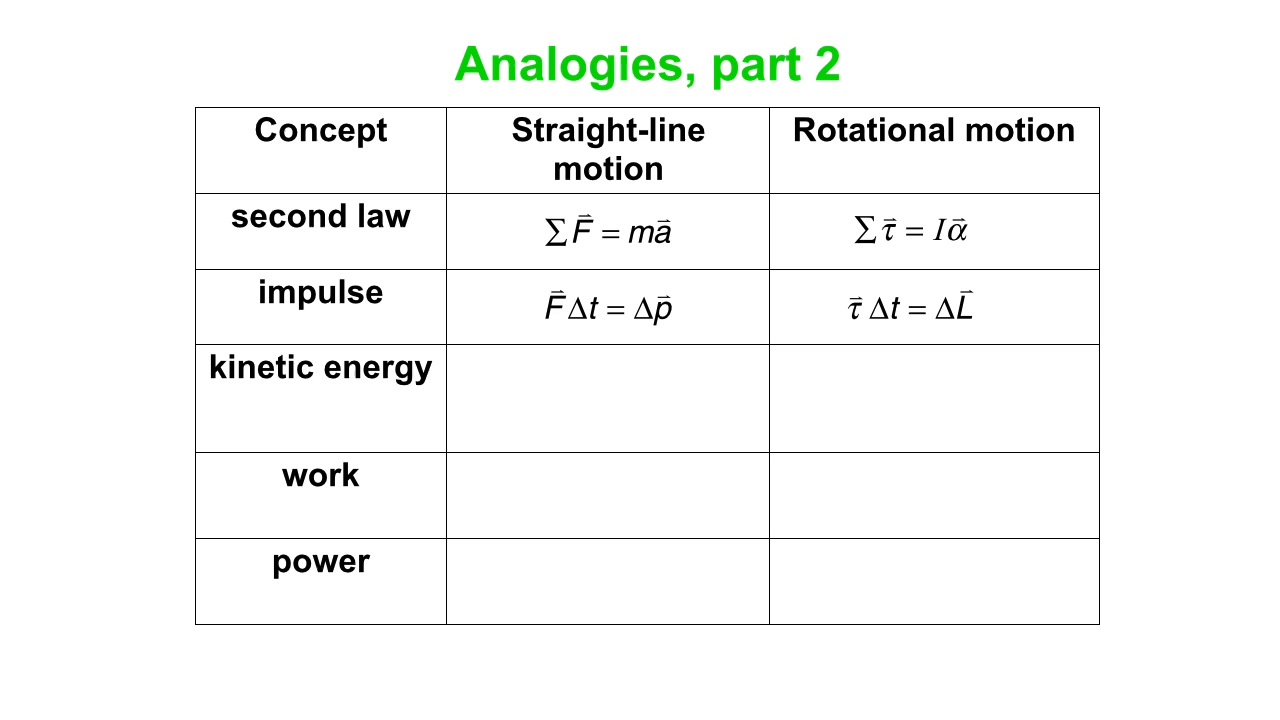 Analogies, part 2
Concept
Straight-line
motion
Rotational motion
second law
∑F⃗ = ma⃗
∑τ⃗ = Iα⃗
impulse
F⃗Δt = Δp⃗
τ⃗ Δt = ΔL⃗
kinetic energy
work
power